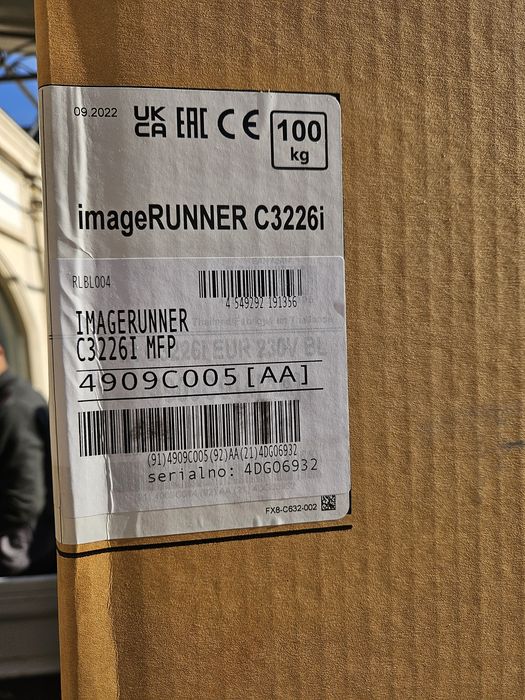 09.2022 UK CA EAC CE 100 kg
imageRUNNER C3226i
RLBL004
4 549292 191356
IMAGERUNNER
C3226I MFP
4909C005[AA]
(91)4909C005(92)AA(21)4DG06932
serialno: 4DG06932
FX8-C632-002